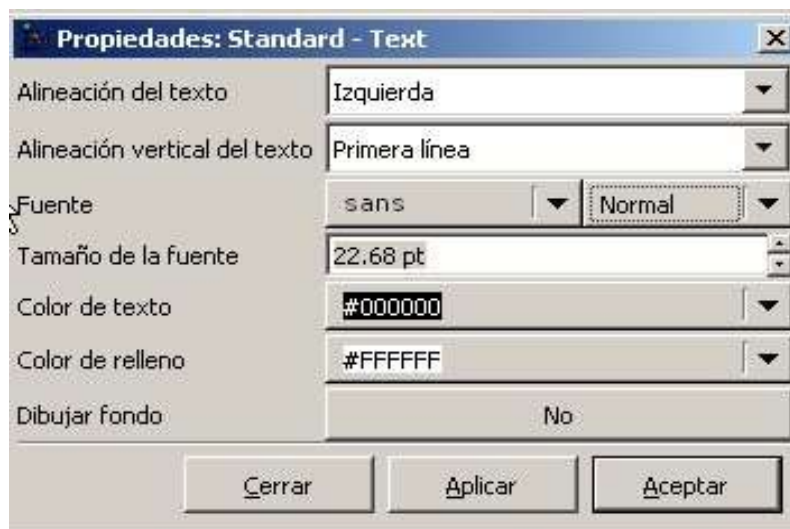 Propiedades: Standard - Text
Alineación del texto Izquierda
Alineación vertical del texto Primera línea
Fuente sans Normal
Tamaño de la fuente 22.68 pt
Color de texto #000000
Color de relleno #FFFFFF
Dibujar fondo No
Cerrar Aplicar Aceptar